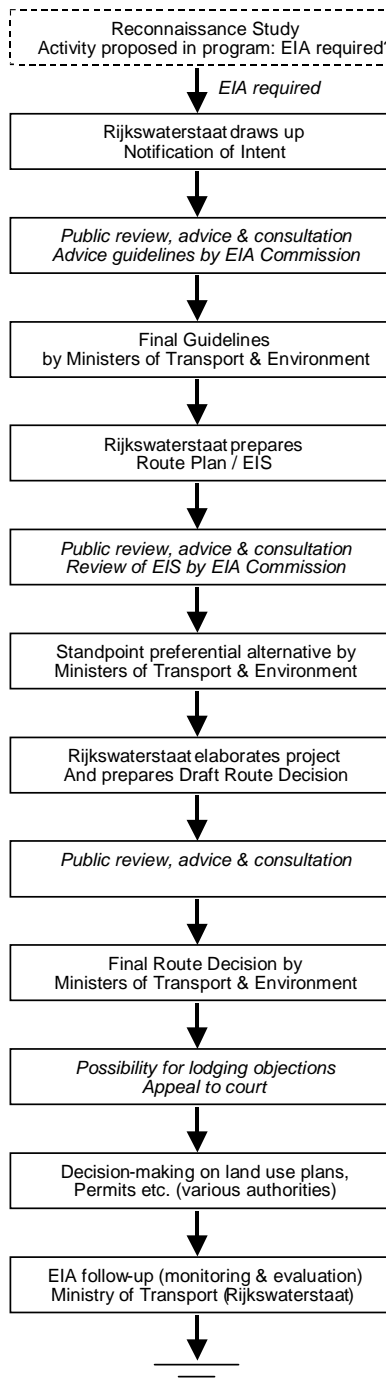 Reconnaissance Study
Activity proposed in program: EIA required?
EIA required
Rijkswaterstaat draws up
Notification of Intent
Public review, advice & consultation
Advice guidelines by EIA Commission
Final Guidelines
by Ministers of Transport & Environment
Rijkswaterstaat prepares
Route Plan / EIS
Public review, advice & consultation
Review of EIS by EIA Commission
Standpoint preferential alternative by
Ministers of Transport & Environment
Rijkswaterstaat elaborates project
And prepares Draft Route Decision
Public review, advice & consultation
Final Route Decision by
Ministers of Transport & Environment
Possibility for lodging objections
Appeal to court
Decision-making on land use plans,
Permits etc. (various authorities)
EIA follow-up (monitoring & evaluation)
Ministry of Transport (Rijkswaterstaat)